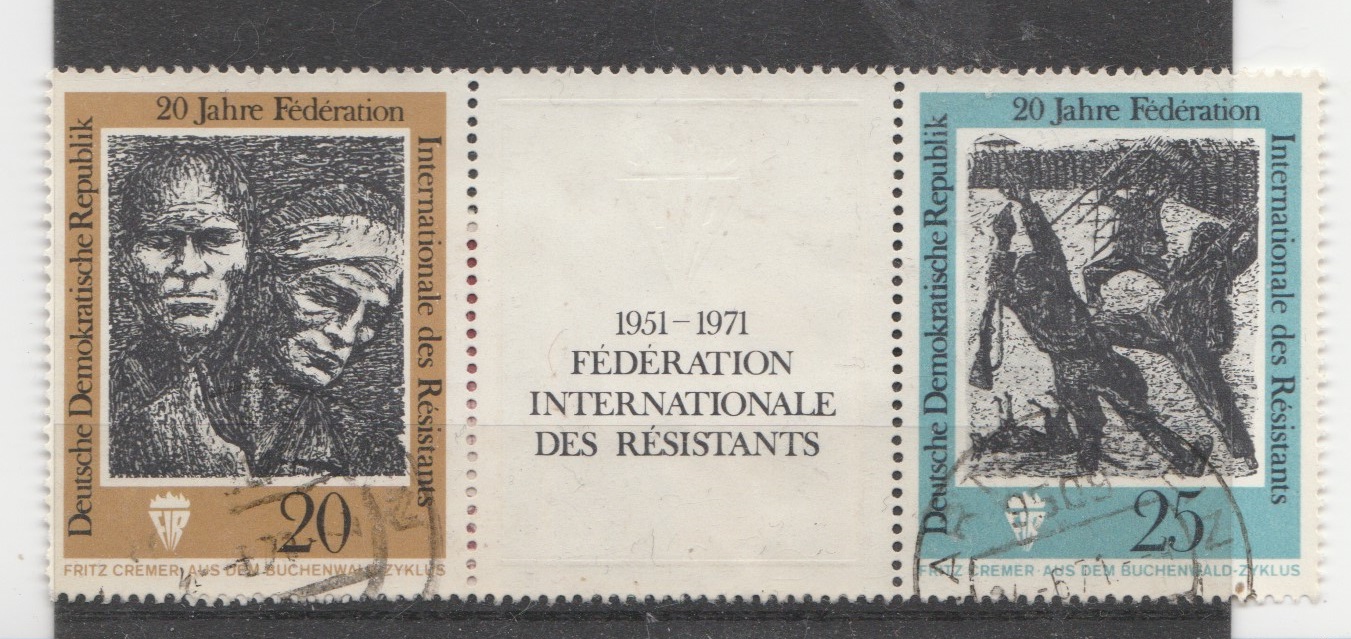 20 Jahre Fédération
Deutsche Demokratische Republik
Internationale des Résistants
FIR
20
FRITZ CREMER · AUS DEM BUCHENWALD-ZYKLUS
1951–1971
FÉDÉRATION
INTERNATIONALE
DES RÉSISTANTS
20 Jahre Fédération
Deutsche Demokratische Republik
Internationale des Résistants
FIR
25
FRITZ CREMER · AUS DEM BUCHENWALD-ZYKLUS